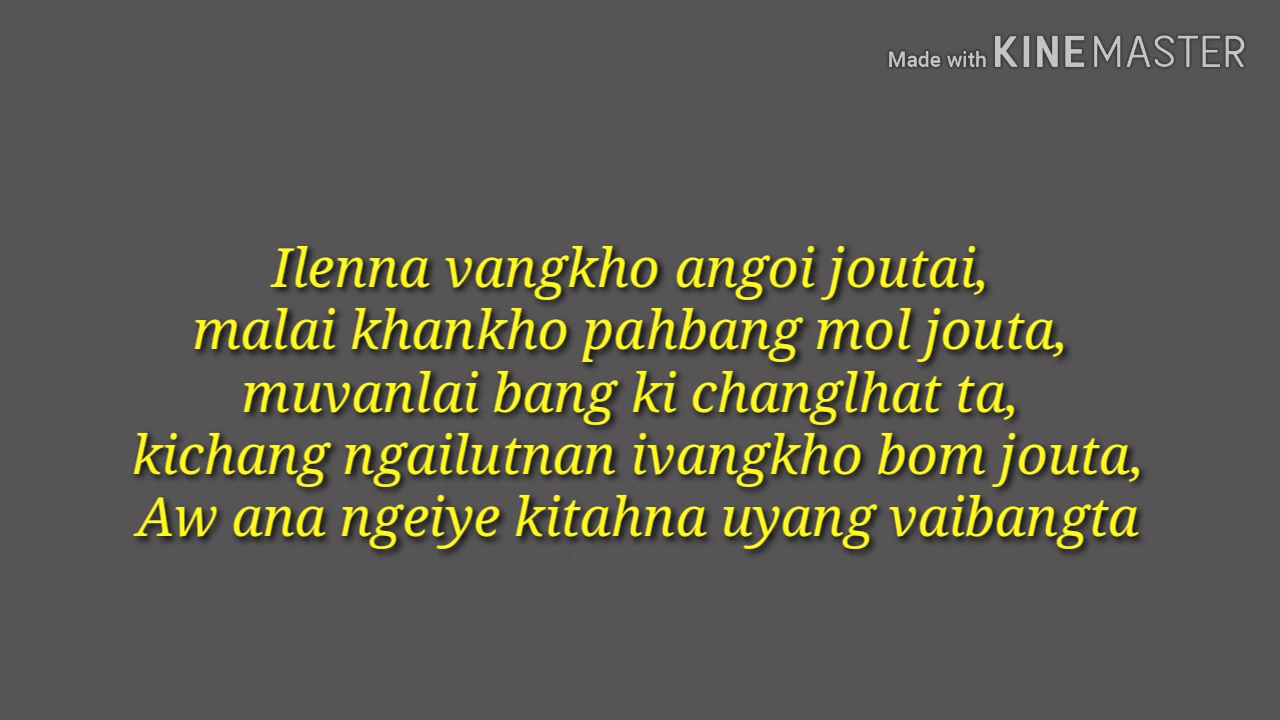 Made with KINEMASTER
Ilenna vangkho angoi joutai,
malai khankho pahbang mol jouta,
muvanlai bang ki changlhat ta,
kichang ngailutnan ivangkho bom jouta,
Aw ana ngeiye kitahna uyang vaibangta